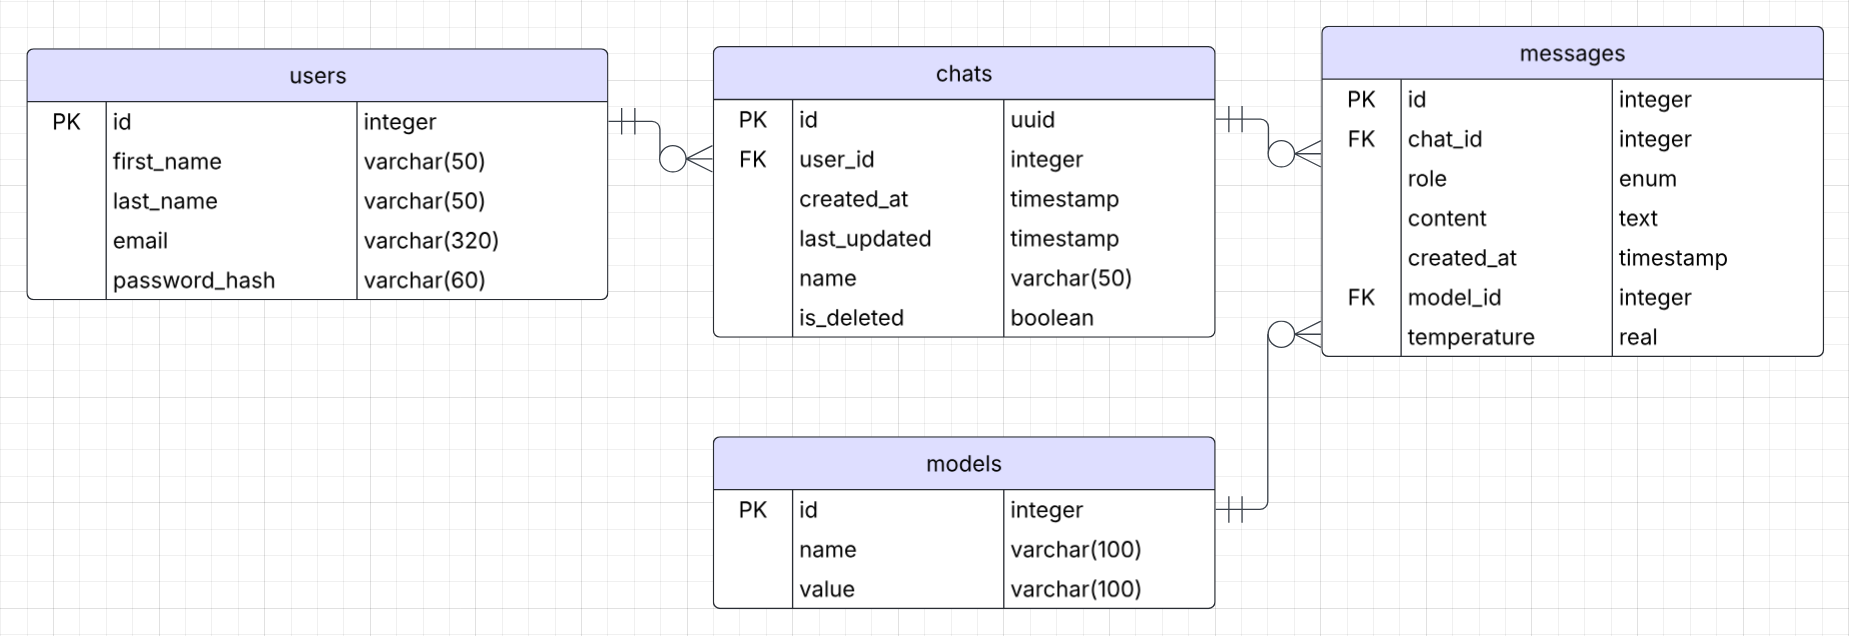 users
PK id integer
first_name varchar(50)
last_name varchar(50)
email varchar(320)
password_hash varchar(60)
chats
PK id uuid
FK user_id integer
created_at timestamp
last_updated timestamp
name varchar(50)
is_deleted boolean
messages
PK id integer
FK chat_id integer
role enum
content text
created_at timestamp
FK model_id integer
temperature real
models
PK id integer
name varchar(100)
value varchar(100)